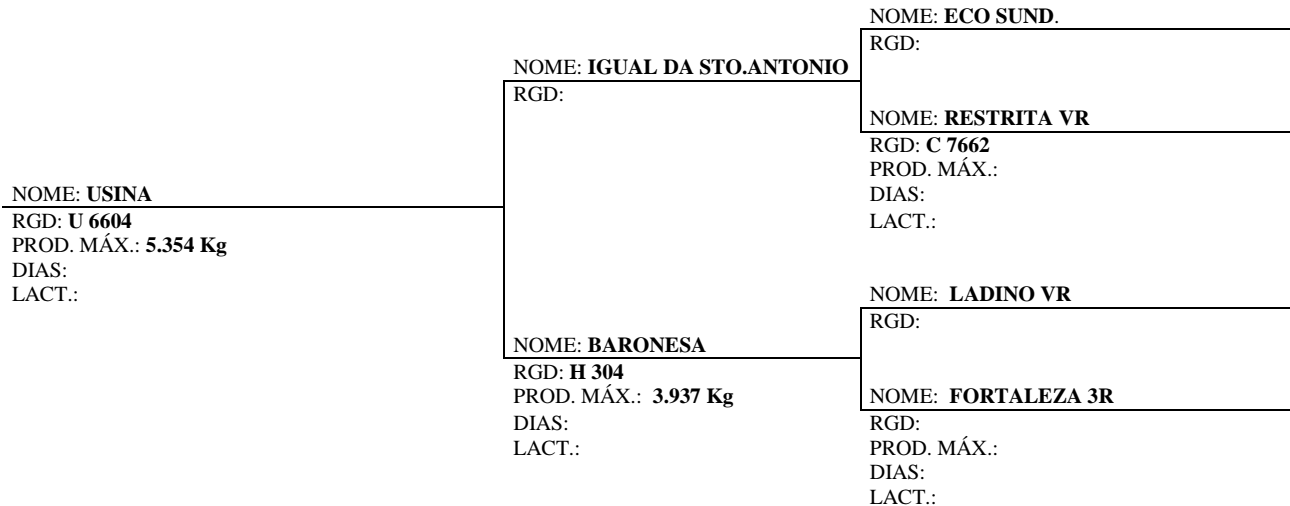 NOME: USINA
RGD: U 6604
PROD. MÁX.: 5.354 Kg
DIAS:
LACT.:
NOME: IGUAL DA STO.ANTONIO
RGD:
NOME: BARONESA
RGD: H 304
PROD. MÁX.: 3.937 Kg
DIAS:
LACT.:
NOME: ECO SUND.
RGD:
NOME: RESTRITA VR
RGD: C 7662
PROD. MÁX.:
DIAS:
LACT.:
NOME: LADINO VR
RGD:
NOME: FORTALEZA 3R
RGD:
PROD. MÁX.:
DIAS:
LACT.: